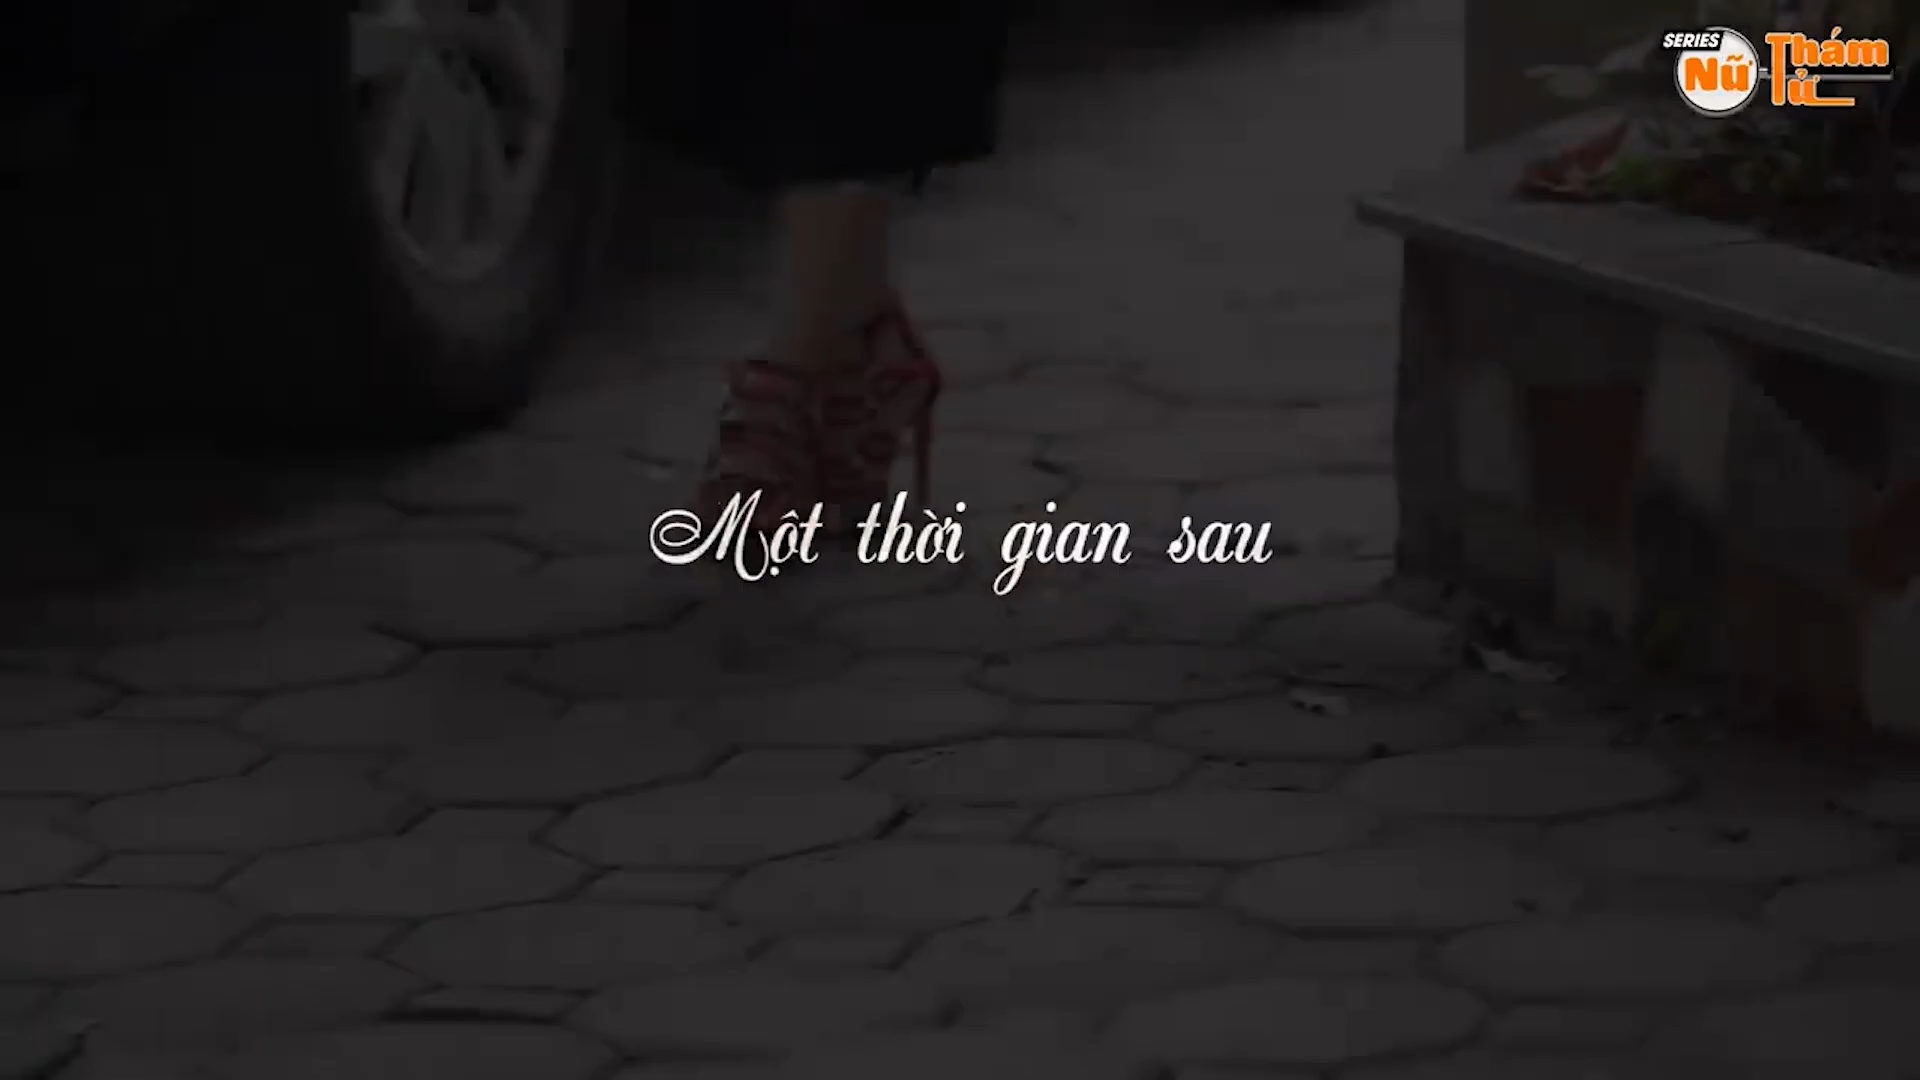 SERIES
Nữ Thám Tử
Một thời gian sau